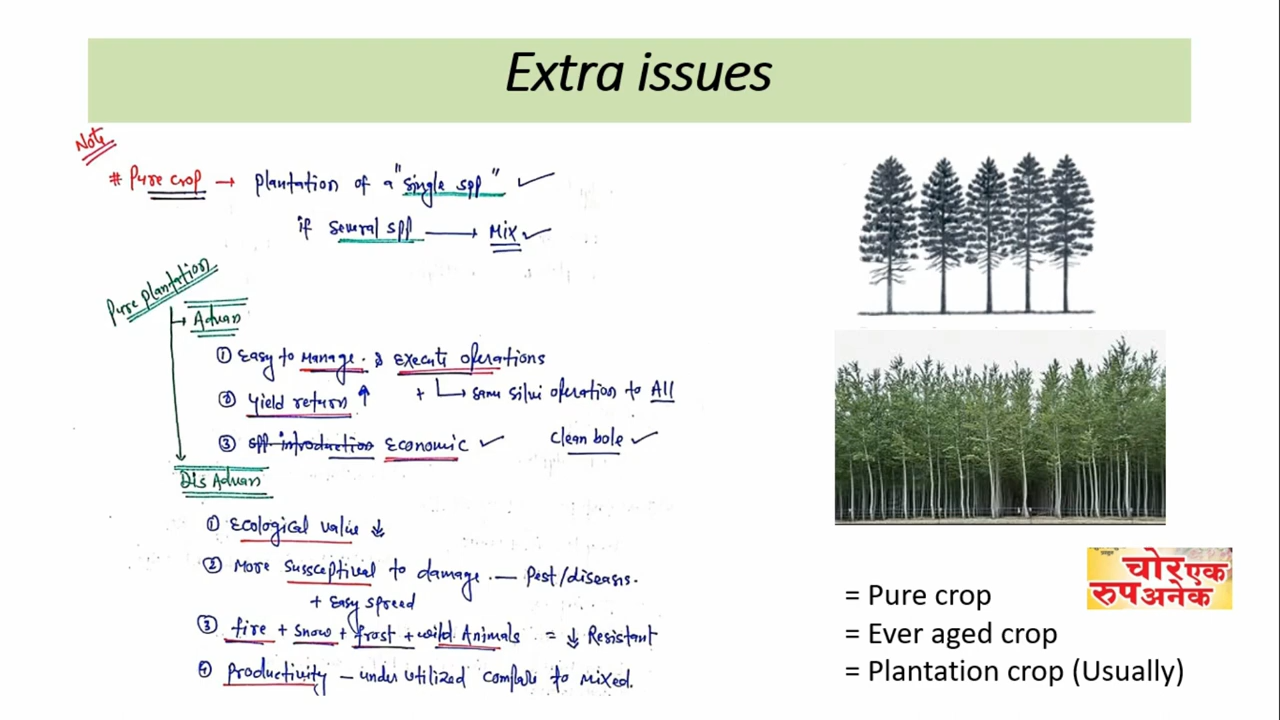 Extra issues
Note
# Pure crop → Plantation of a "single spp" ✓
if several spp → Mix ✓
Pure plantation
→ Advan
① Easy to Manage. & Execute operations
② Yield return ↑ + → same silvi operation to All
③ spp introduction Economic ✓ clean bole ✓
Dis Advan
① Ecological value ↓
② More Susseptival to damage. — Pest/diseases.
+ Easy spread
③ fire + snow + frost + wild Animals = ↓ Resistant
④ Productivity — under utilized compare to mixed.
चोर एक
रुप अनेक
= Pure crop
= Ever aged crop
= Plantation crop (Usually)